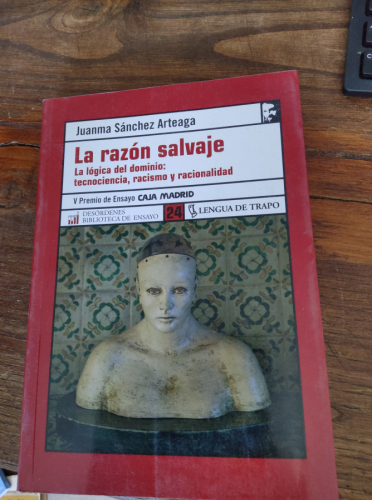 Juanma Sánchez Arteaga
La razón salvaje
La lógica del dominio:
tecnociencia, racismo y racionalidad
V Premio de Ensayo CAJA MADRID
DESÓRDENES
BIBLIOTECA DE ENSAYO
24
LENGUA DE TRAPO